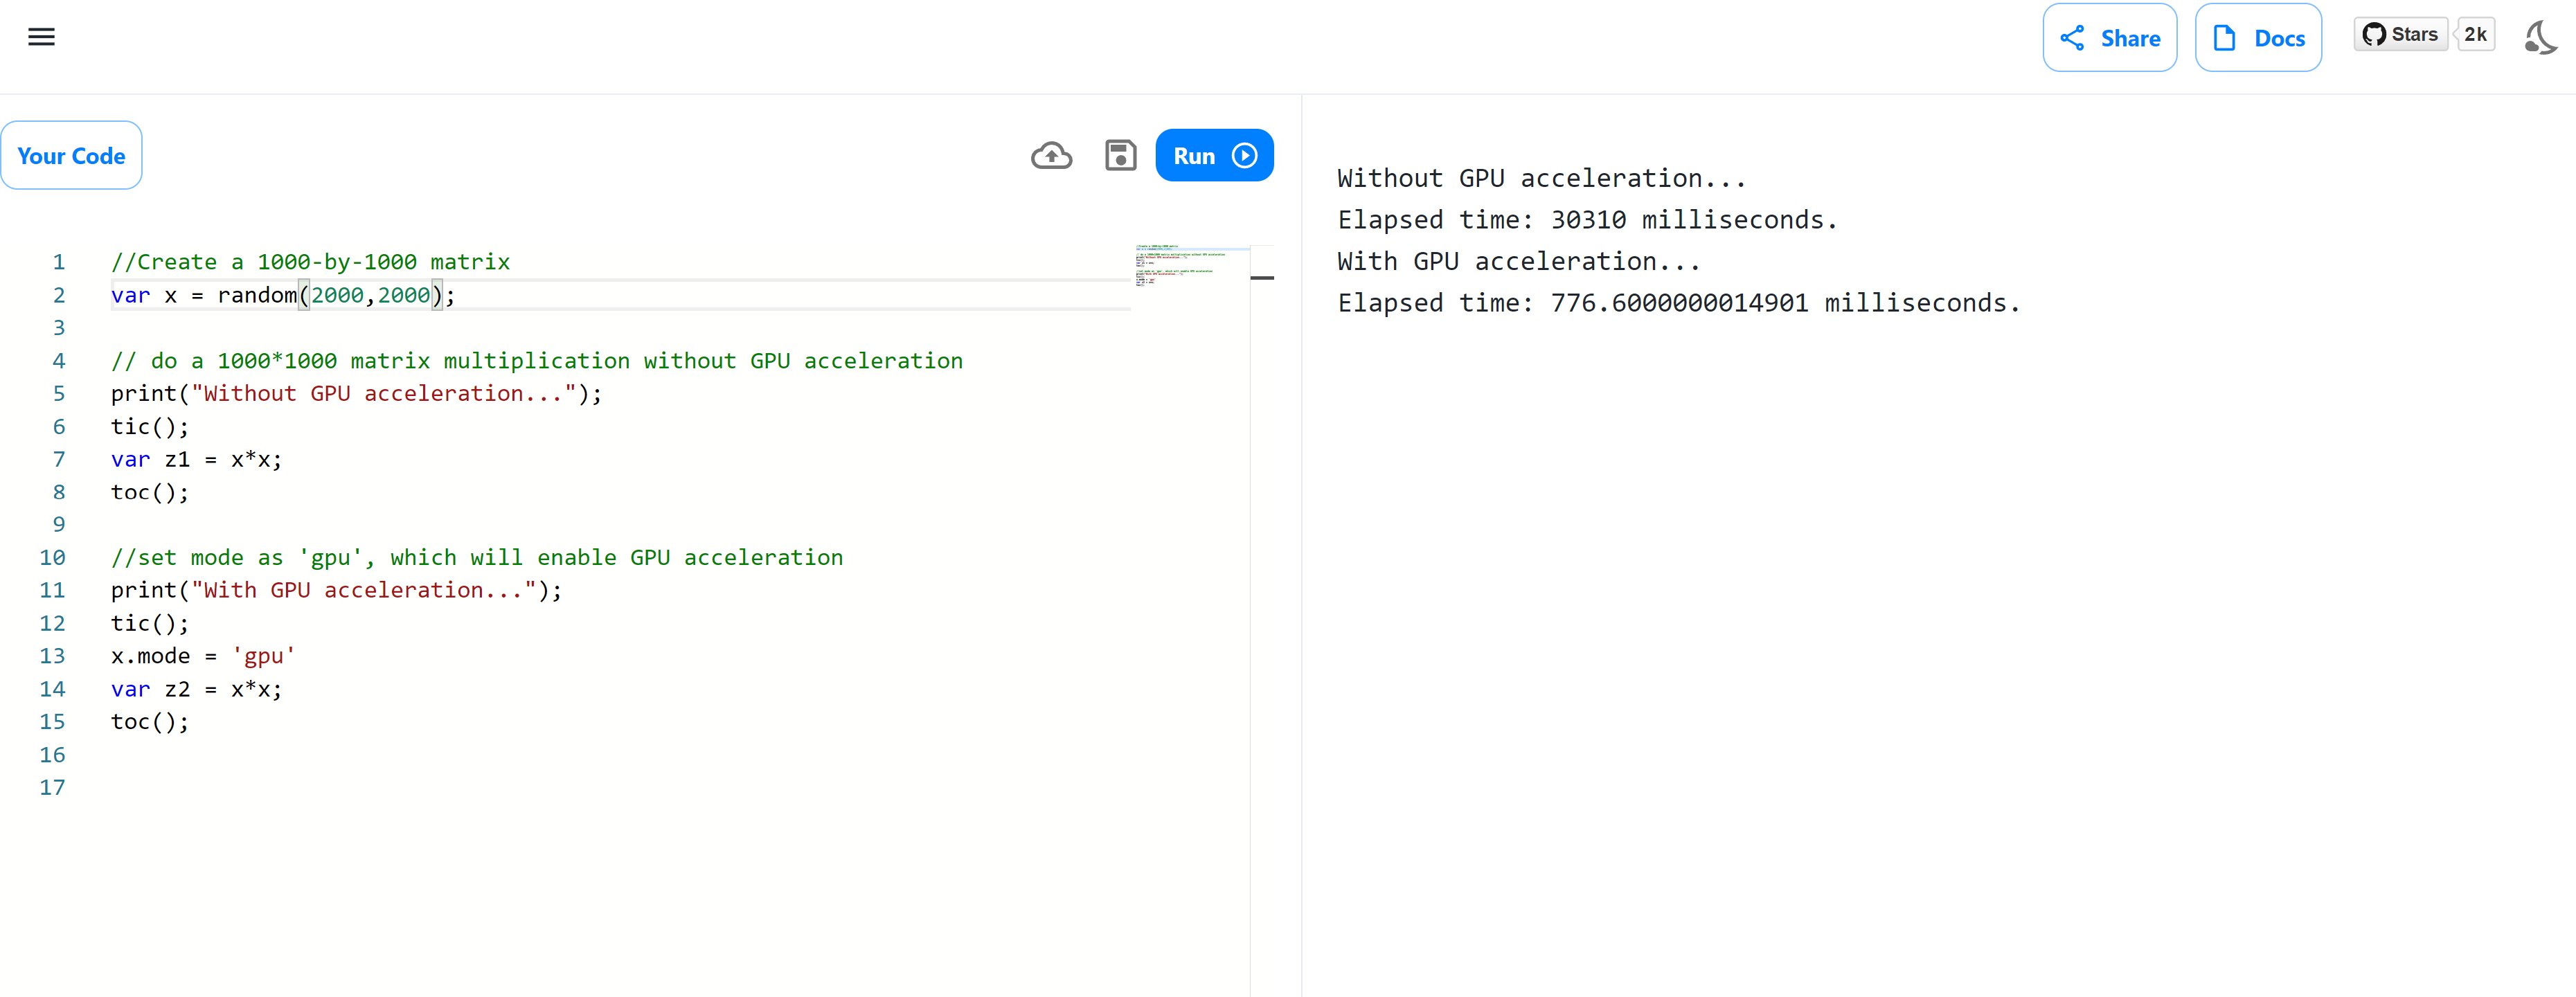 Share
Docs
Stars
2k
Your Code
Run
1 //Create a 1000-by-1000 matrix
2 var x = random(2000,2000);
3
4 // do a 1000*1000 matrix multiplication without GPU acceleration
5 print("Without GPU acceleration...");
6 tic();
7 var z1 = x*x;
8 toc();
9
10 //set mode as 'gpu', which will enable GPU acceleration
11 print("With GPU acceleration...");
12 tic();
13 x.mode = 'gpu'
14 var z2 = x*x;
15 toc();
16
17
Without GPU acceleration...
Elapsed time: 30310 milliseconds.
With GPU acceleration...
Elapsed time: 776.6000000014901 milliseconds.